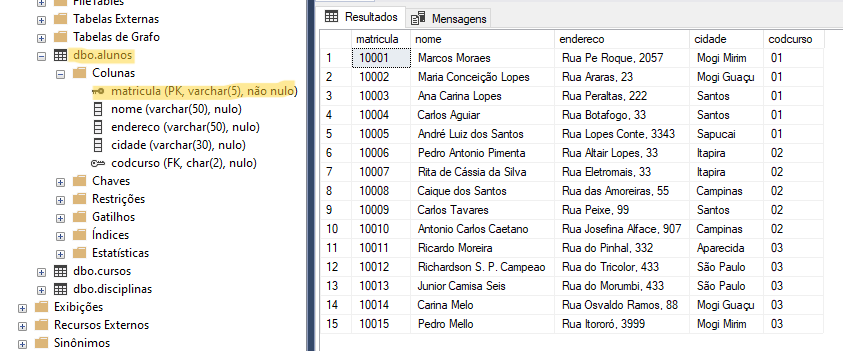 FileTables
Tabelas Externas
Tabelas de Grafo
dbo.alunos
Colunas
matricula (PK, varchar(5), não nulo)
nome (varchar(50), nulo)
endereco (varchar(50), nulo)
cidade (varchar(30), nulo)
codcurso (FK, char(2), nulo)
Chaves
Restrições
Gatilhos
Índices
Estatísticas
dbo.cursos
dbo.disciplinas
Exibições
Recursos Externos
Sinônimos
Resultados Mensagens
matricula nome endereco cidade codcurso
1 10001 Marcos Moraes Rua Pe Roque, 2057 Mogi Mirim 01
2 10002 Maria Conceição Lopes Rua Araras, 23 Mogi Guaçu 01
3 10003 Ana Carina Lopes Rua Peraltas, 222 Santos 01
4 10004 Carlos Aguiar Rua Botafogo, 33 Santos 01
5 10005 André Luiz dos Santos Rua Lopes Conte, 3343 Sapucai 01
6 10006 Pedro Antonio Pimenta Rua Altair Lopes, 33 Itapira 02
7 10007 Rita de Cássia da Silva Rua Eletromais, 33 Itapira 02
8 10008 Caique dos Santos Rua das Amoreiras, 55 Campinas 02
9 10009 Carlos Tavares Rua Peixe, 99 Santos 02
10 10010 Antonio Carlos Caetano Rua Josefina Alface, 907 Campinas 02
11 10011 Ricardo Moreira Rua do Pinhal, 332 Aparecida 03
12 10012 Richardson S. P. Campeao Rua do Tricolor, 433 São Paulo 03
13 10013 Junior Camisa Seis Rua do Morumbi, 433 São Paulo 03
14 10014 Carina Melo Rua Osvaldo Ramos, 88 Mogi Guaçu 03
15 10015 Pedro Mello Rua Itororó, 3999 Mogi Mirim 03